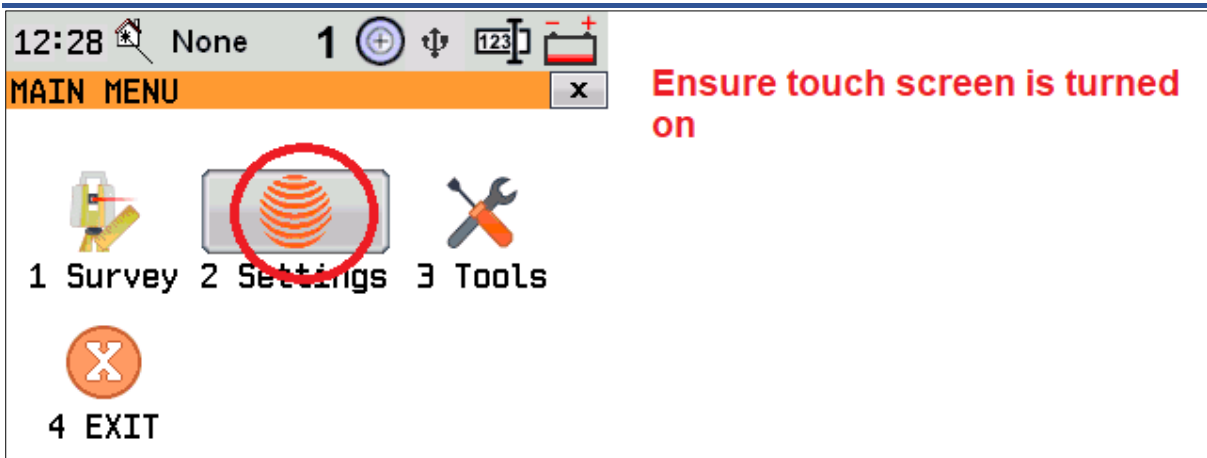 12:28 None 1 123
MAIN MENU x
Ensure touch screen is turned
on
1 Survey 2 Settings 3 Tools
X
4 EXIT